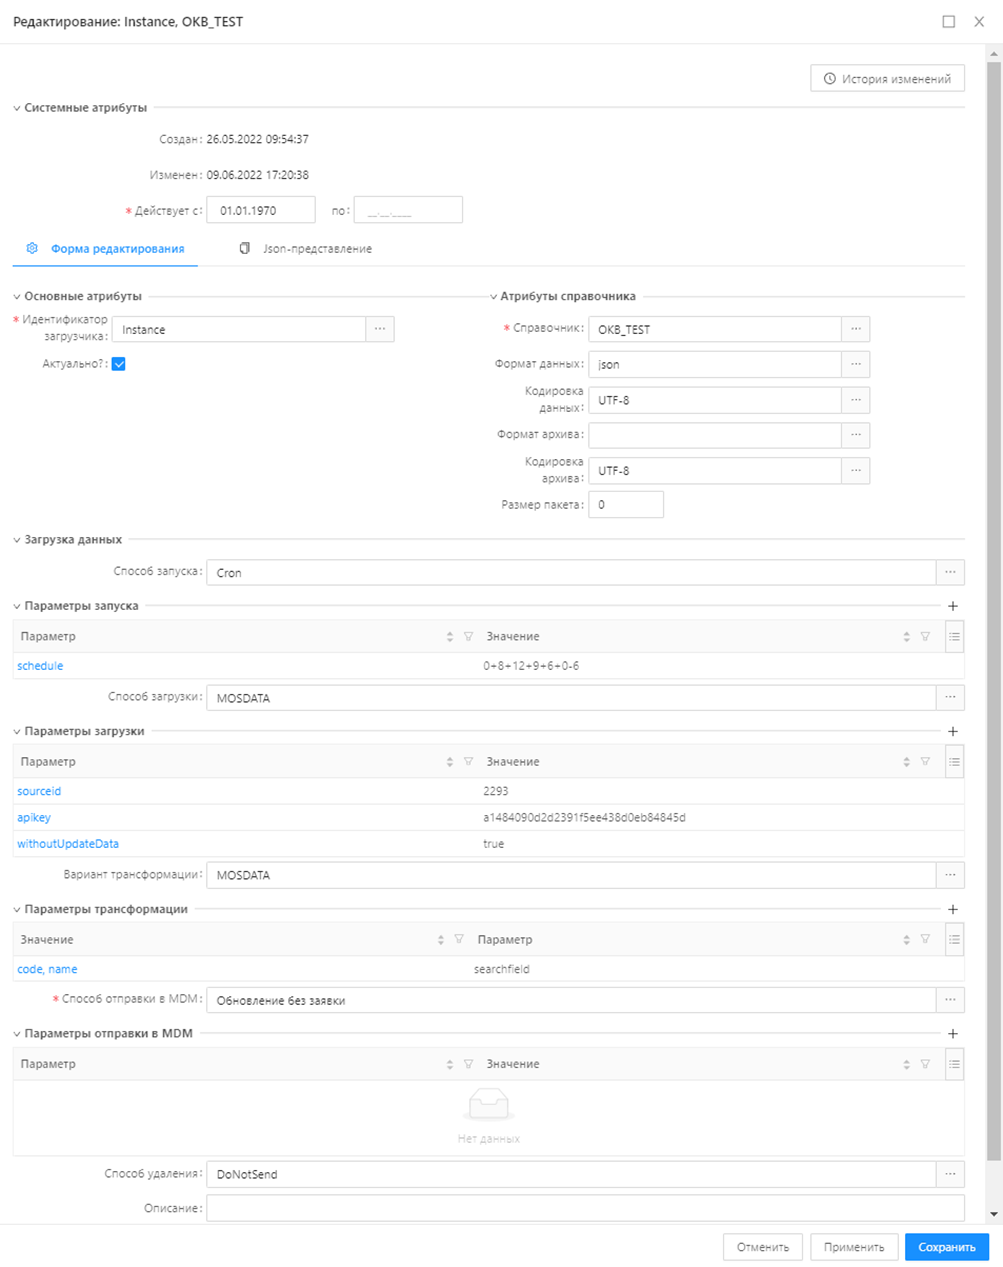 Редактирование: Instance, OKB_TEST
История изменений
Системные атрибуты
Создан: 26.05.2022 09:54:37
Изменен: 09.06.2022 17:20:38
* Действует с: 01.01.1970 по: __.__.____
Форма редактирования Json-представление
Основные атрибуты Атрибуты справочника
* Идентификатор загрузчика: Instance ...
Актуально?:
* Справочник: OKB_TEST ...
Формат данных: json ...
Кодировка данных: UTF-8 ...
Формат архива: ...
Кодировка архива: UTF-8 ...
Размер пакета: 0
Загрузка данных
Способ запуска: Cron ...
Параметры запуска +
Параметр Значение
schedule 0+8+12+9+6+0-6
Способ загрузки: MOSDATA ...
Параметры загрузки +
Параметр Значение
sourceid 2293
apikey a1484090d2d2391f5ee438d0eb84845d
withoutUpdateData true
Вариант трансформации: MOSDATA ...
Параметры трансформации +
Значение Параметр
code, name searchfield
* Способ отправки в MDM: Обновление без заявки ...
Параметры отправки в MDM +
Параметр Значение
Нет данных
Способ удаления: DoNotSend ...
Описание:
Отменить Применить Сохранить